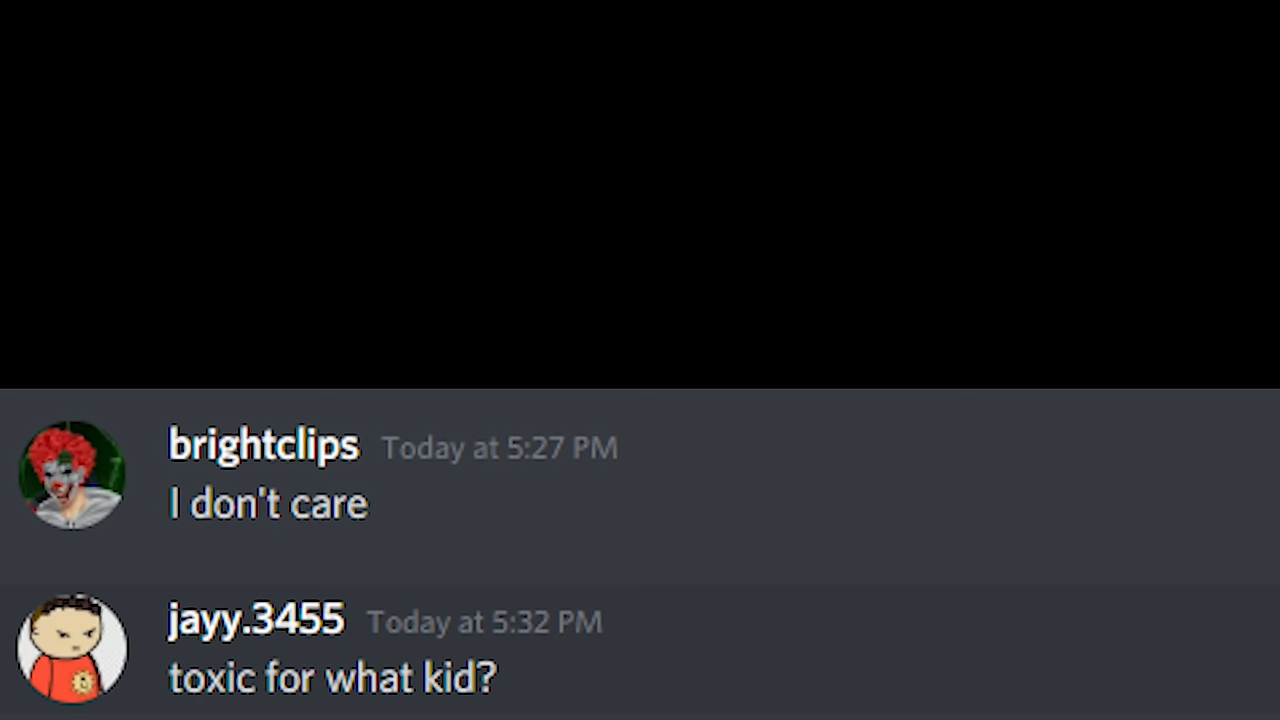 brightclips Today at 5:27 PM
I don't care
jayy.3455 Today at 5:32 PM
toxic for what kid?